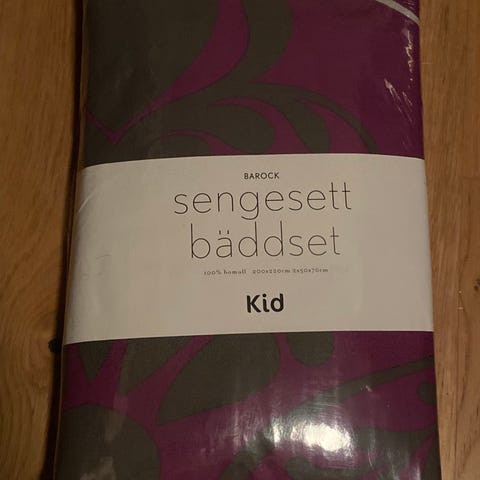 BAROCK
sengesett
bäddset
100% bomull 200x220cm 2x50x70cm
Kid